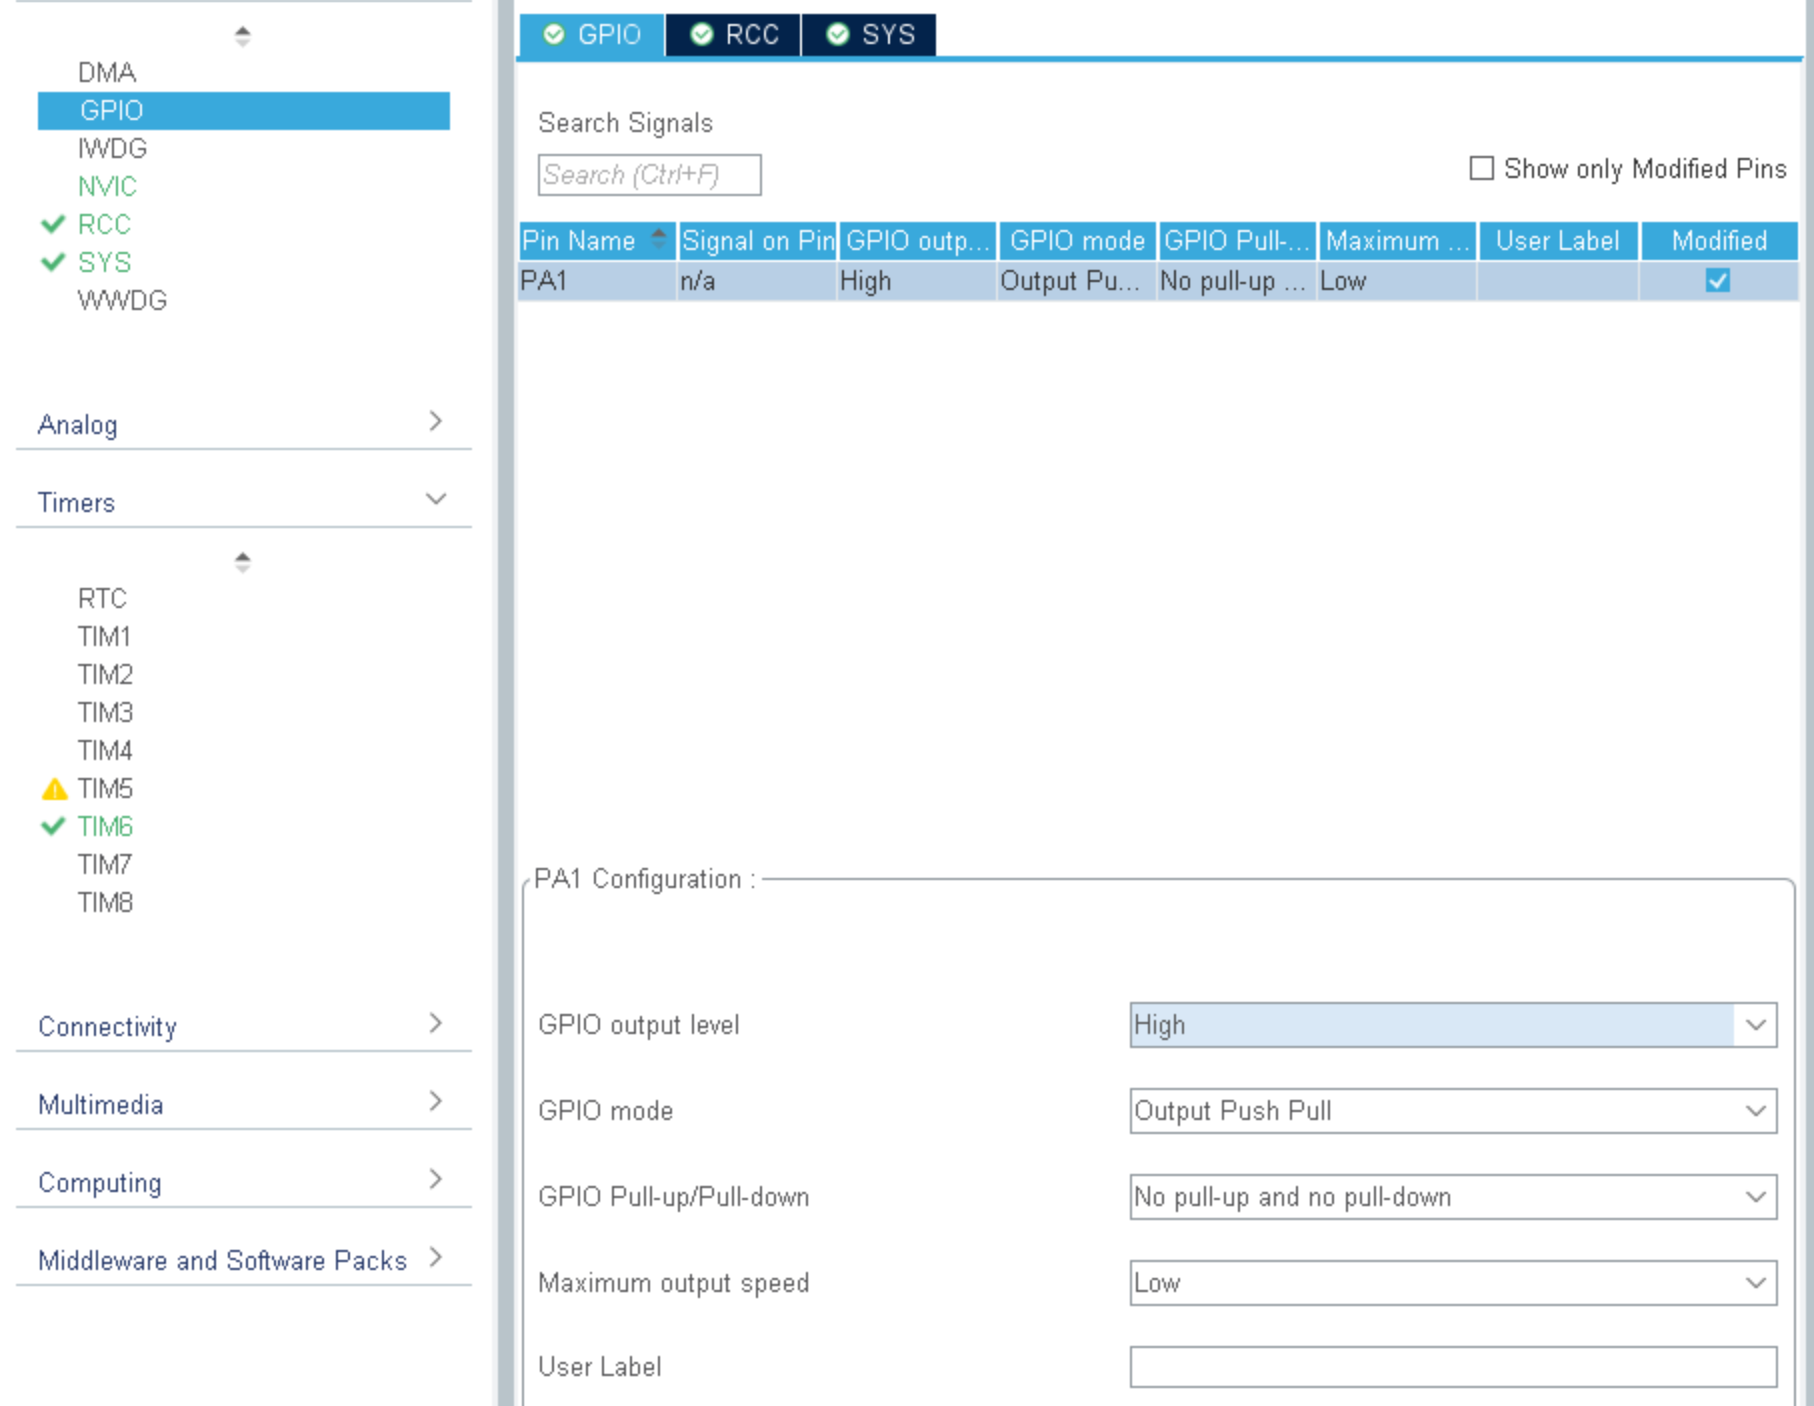 DMA
GPIO
IWDG
NVIC
RCC
SYS
WWDG
Analog
Timers
RTC
TIM1
TIM2
TIM3
TIM4
TIM5
TIM6
TIM7
TIM8
Connectivity
Multimedia
Computing
Middleware and Software Packs
GPIO RCC SYS
Search Signals
Search (Ctrl+F)
Show only Modified Pins
Pin Name Signal on Pin GPIO outp... GPIO mode GPIO Pull-... Maximum ... User Label Modified
PA1 n/a High Output Pu... No pull-up ... Low
PA1 Configuration :
GPIO output level High
GPIO mode Output Push Pull
GPIO Pull-up/Pull-down No pull-up and no pull-down
Maximum output speed Low
User Label